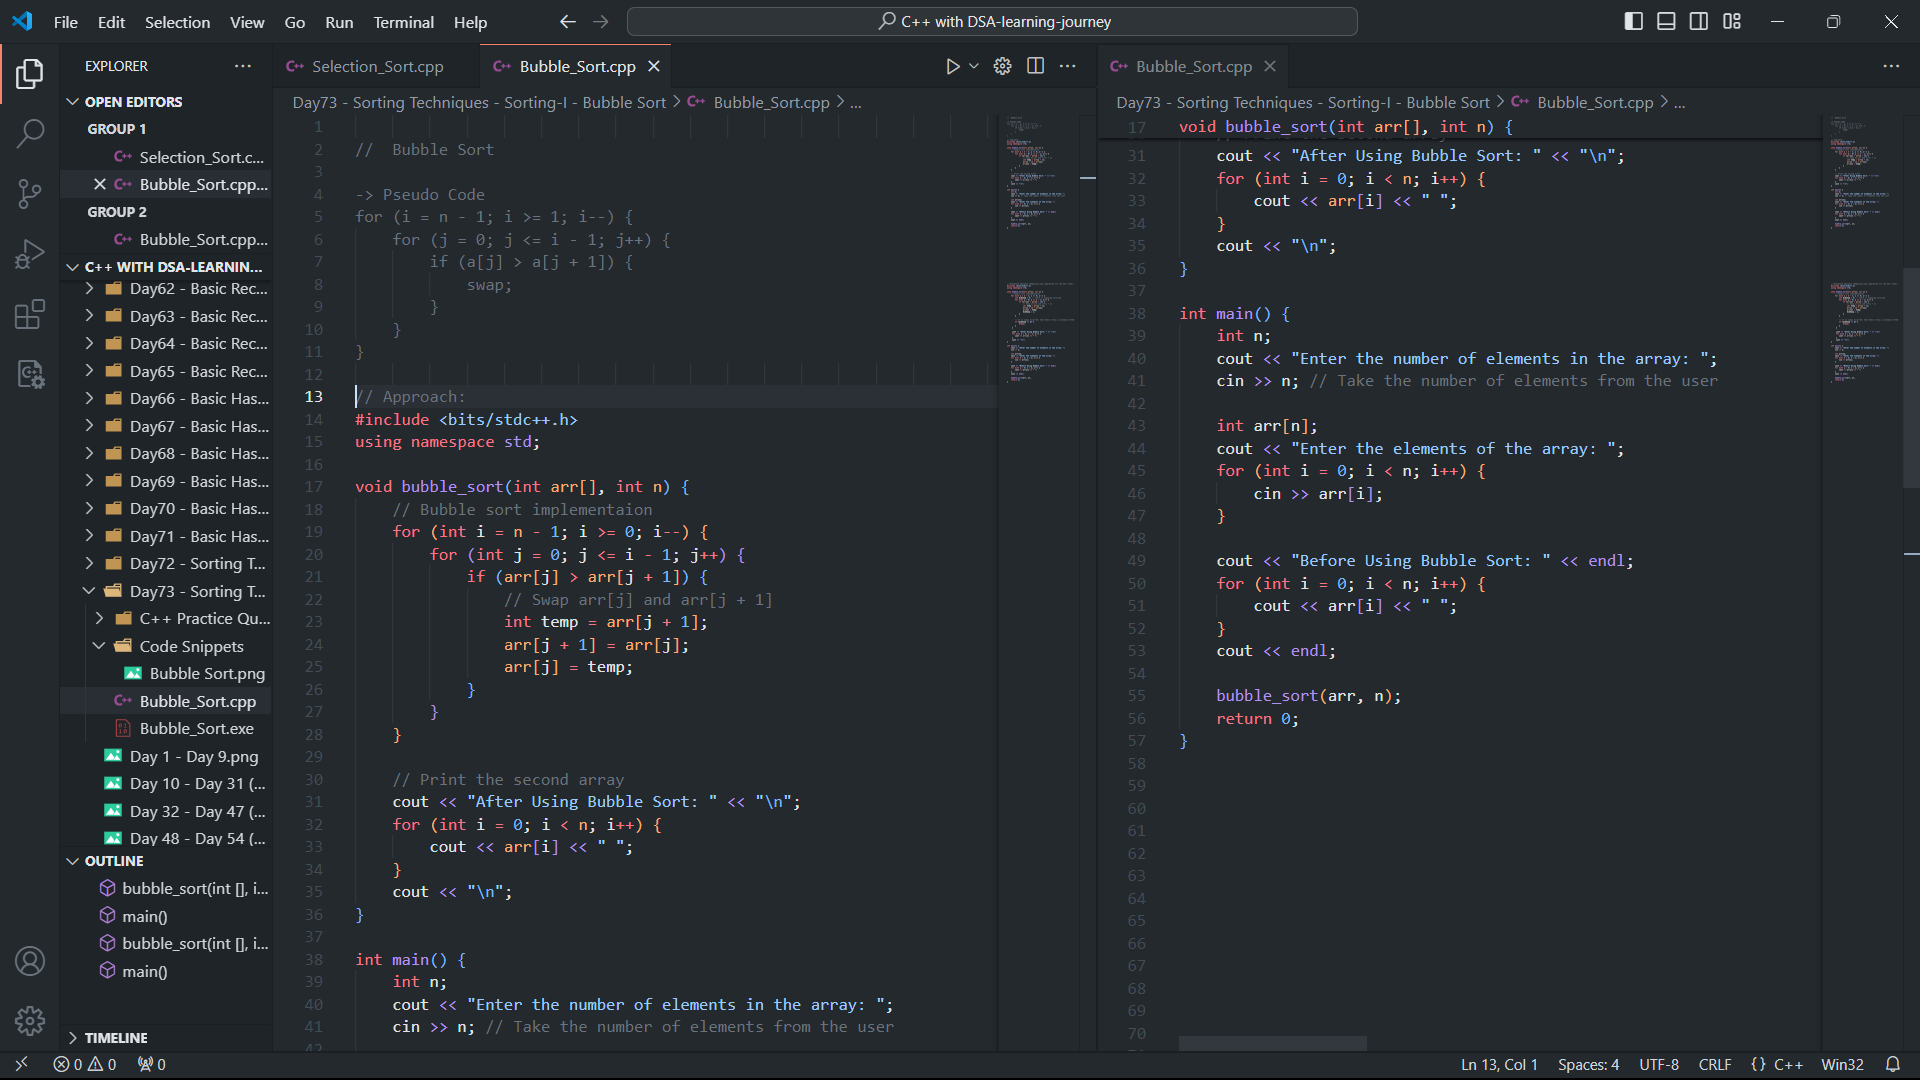 File Edit Selection View Go Run Terminal Help
C++ with DSA-learning-journey
EXPLORER
OPEN EDITORS
GROUP 1
Selection_Sort.c...
Bubble_Sort.cpp...
GROUP 2
Bubble_Sort.cpp...
C++ WITH DSA-LEARNIN...
Day62 - Basic Rec...
Day63 - Basic Rec...
Day64 - Basic Rec...
Day65 - Basic Rec...
Day66 - Basic Has...
Day67 - Basic Has...
Day68 - Basic Has...
Day69 - Basic Has...
Day70 - Basic Has...
Day71 - Basic Has...
Day72 - Sorting T...
Day73 - Sorting T...
C++ Practice Qu...
Code Snippets
Bubble Sort.png
Bubble_Sort.cpp
Bubble_Sort.exe
Day 1 - Day 9.png
Day 10 - Day 31 (...
Day 32 - Day 47 (...
Day 48 - Day 54 (...
OUTLINE
bubble_sort(int [], i...
main()
bubble_sort(int [], i...
main()
TIMELINE
Selection_Sort.cpp
Bubble_Sort.cpp
Day73 - Sorting Techniques - Sorting-I - Bubble Sort > Bubble_Sort.cpp > ...
1
2 //  Bubble Sort
3
4 -> Pseudo Code
5 for (i = n - 1; i >= 1; i--) {
6     for (j = 0; j <= i - 1; j++) {
7         if (a[j] > a[j + 1]) {
8             swap;
9         }
10     }
11 }
12
13 // Approach:
14 #include <bits/stdc++.h>
15 using namespace std;
16
17 void bubble_sort(int arr[], int n) {
18     // Bubble sort implementaion
19     for (int i = n - 1; i >= 0; i--) {
20         for (int j = 0; j <= i - 1; j++) {
21             if (arr[j] > arr[j + 1]) {
22                 // Swap arr[j] and arr[j + 1]
23                 int temp = arr[j + 1];
24                 arr[j + 1] = arr[j];
25                 arr[j] = temp;
26             }
27         }
28     }
29
30     // Print the second array
31     cout << "After Using Bubble Sort: " << "\n";
32     for (int i = 0; i < n; i++) {
33         cout << arr[i] << " ";
34     }
35     cout << "\n";
36 }
37
38 int main() {
39     int n;
40     cout << "Enter the number of elements in the array: ";
41     cin >> n; // Take the number of elements from the user
42
Bubble_Sort.cpp
Day73 - Sorting Techniques - Sorting-I - Bubble Sort > Bubble_Sort.cpp > ...
17 void bubble_sort(int arr[], int n) {
31     cout << "After Using Bubble Sort: " << "\n";
32     for (int i = 0; i < n; i++) {
33         cout << arr[i] << " ";
34     }
35     cout << "\n";
36 }
37
38 int main() {
39     int n;
40     cout << "Enter the number of elements in the array: ";
41     cin >> n; // Take the number of elements from the user
42
43     int arr[n];
44     cout << "Enter the elements of the array: ";
45     for (int i = 0; i < n; i++) {
46         cin >> arr[i];
47     }
48
49     cout << "Before Using Bubble Sort: " << endl;
50     for (int i = 0; i < n; i++) {
51         cout << arr[i] << " ";
52     }
53     cout << endl;
54
55     bubble_sort(arr, n);
56     return 0;
57 }
58
59
60
61
62
63
64
65
66
67
68
69
70
0 0 0 Ln 13, Col 1 Spaces: 4 UTF-8 CRLF {} C++ Win32